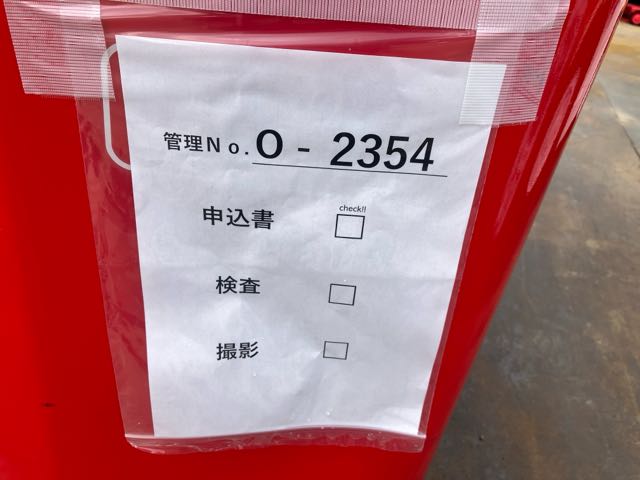 管理No. O - 2354
check!!
申込書 □
検査 □
撮影 □